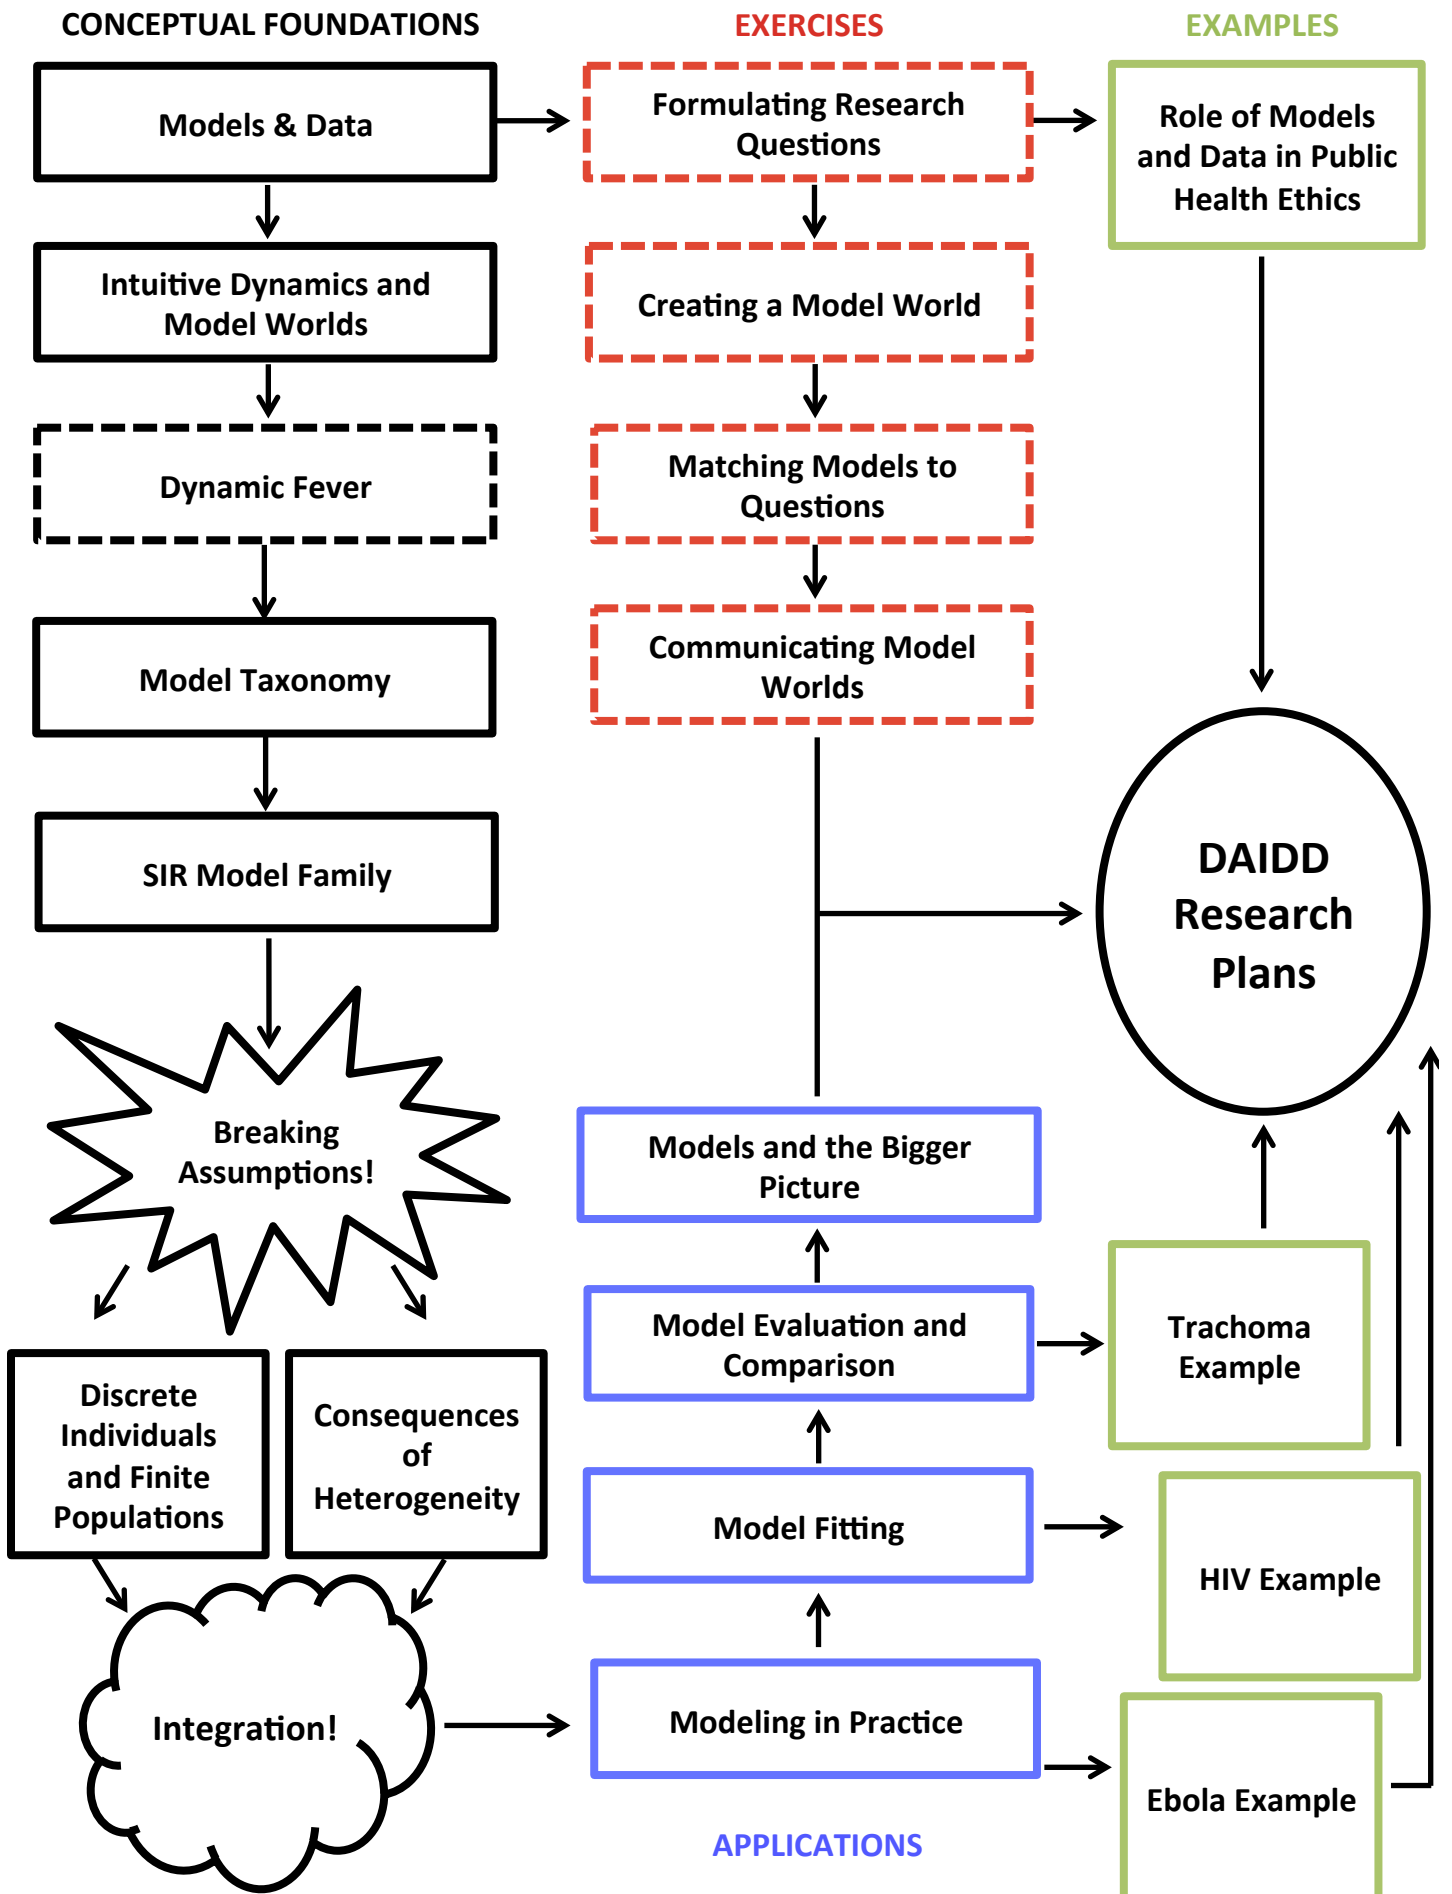 CONCEPTUAL FOUNDATIONS
Models & Data
Intuitive Dynamics and
Model Worlds
Dynamic Fever
Model Taxonomy
SIR Model Family
Breaking
Assumptions!
Discrete
Individuals
and Finite
Populations
Consequences
of
Heterogeneity
Integration!
EXERCISES
Formulating Research
Questions
Creating a Model World
Matching Models to
Questions
Communicating Model
Worlds
Models and the Bigger
Picture
Model Evaluation and
Comparison
Model Fitting
Modeling in Practice
APPLICATIONS
EXAMPLES
Role of Models
and Data in Public
Health Ethics
DAIDD
Research
Plans
Trachoma
Example
HIV Example
Ebola Example